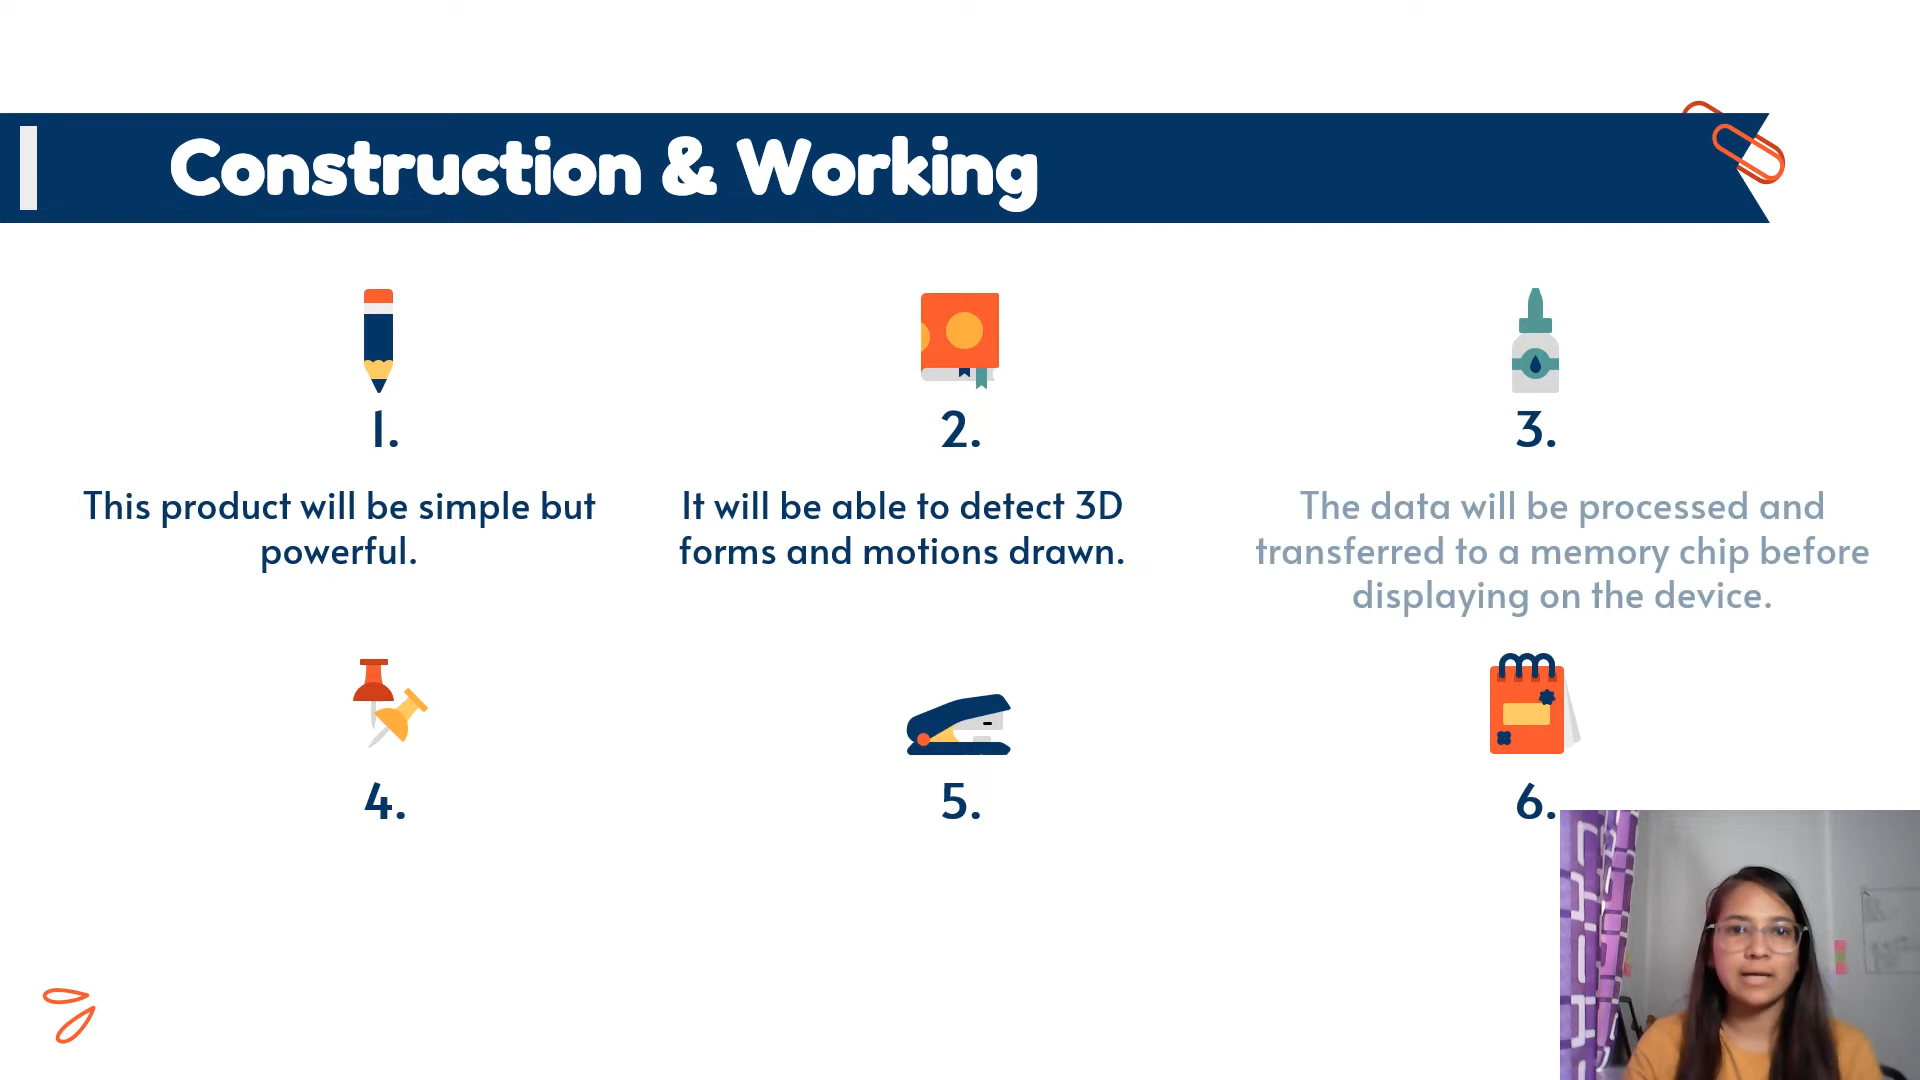 Construction & Working
1.
This product will be simple but
powerful.
2.
It will be able to detect 3D
forms and motions drawn.
3.
The data will be processed and
transferred to a memory chip before
displaying on the device.
4.
5.
6.